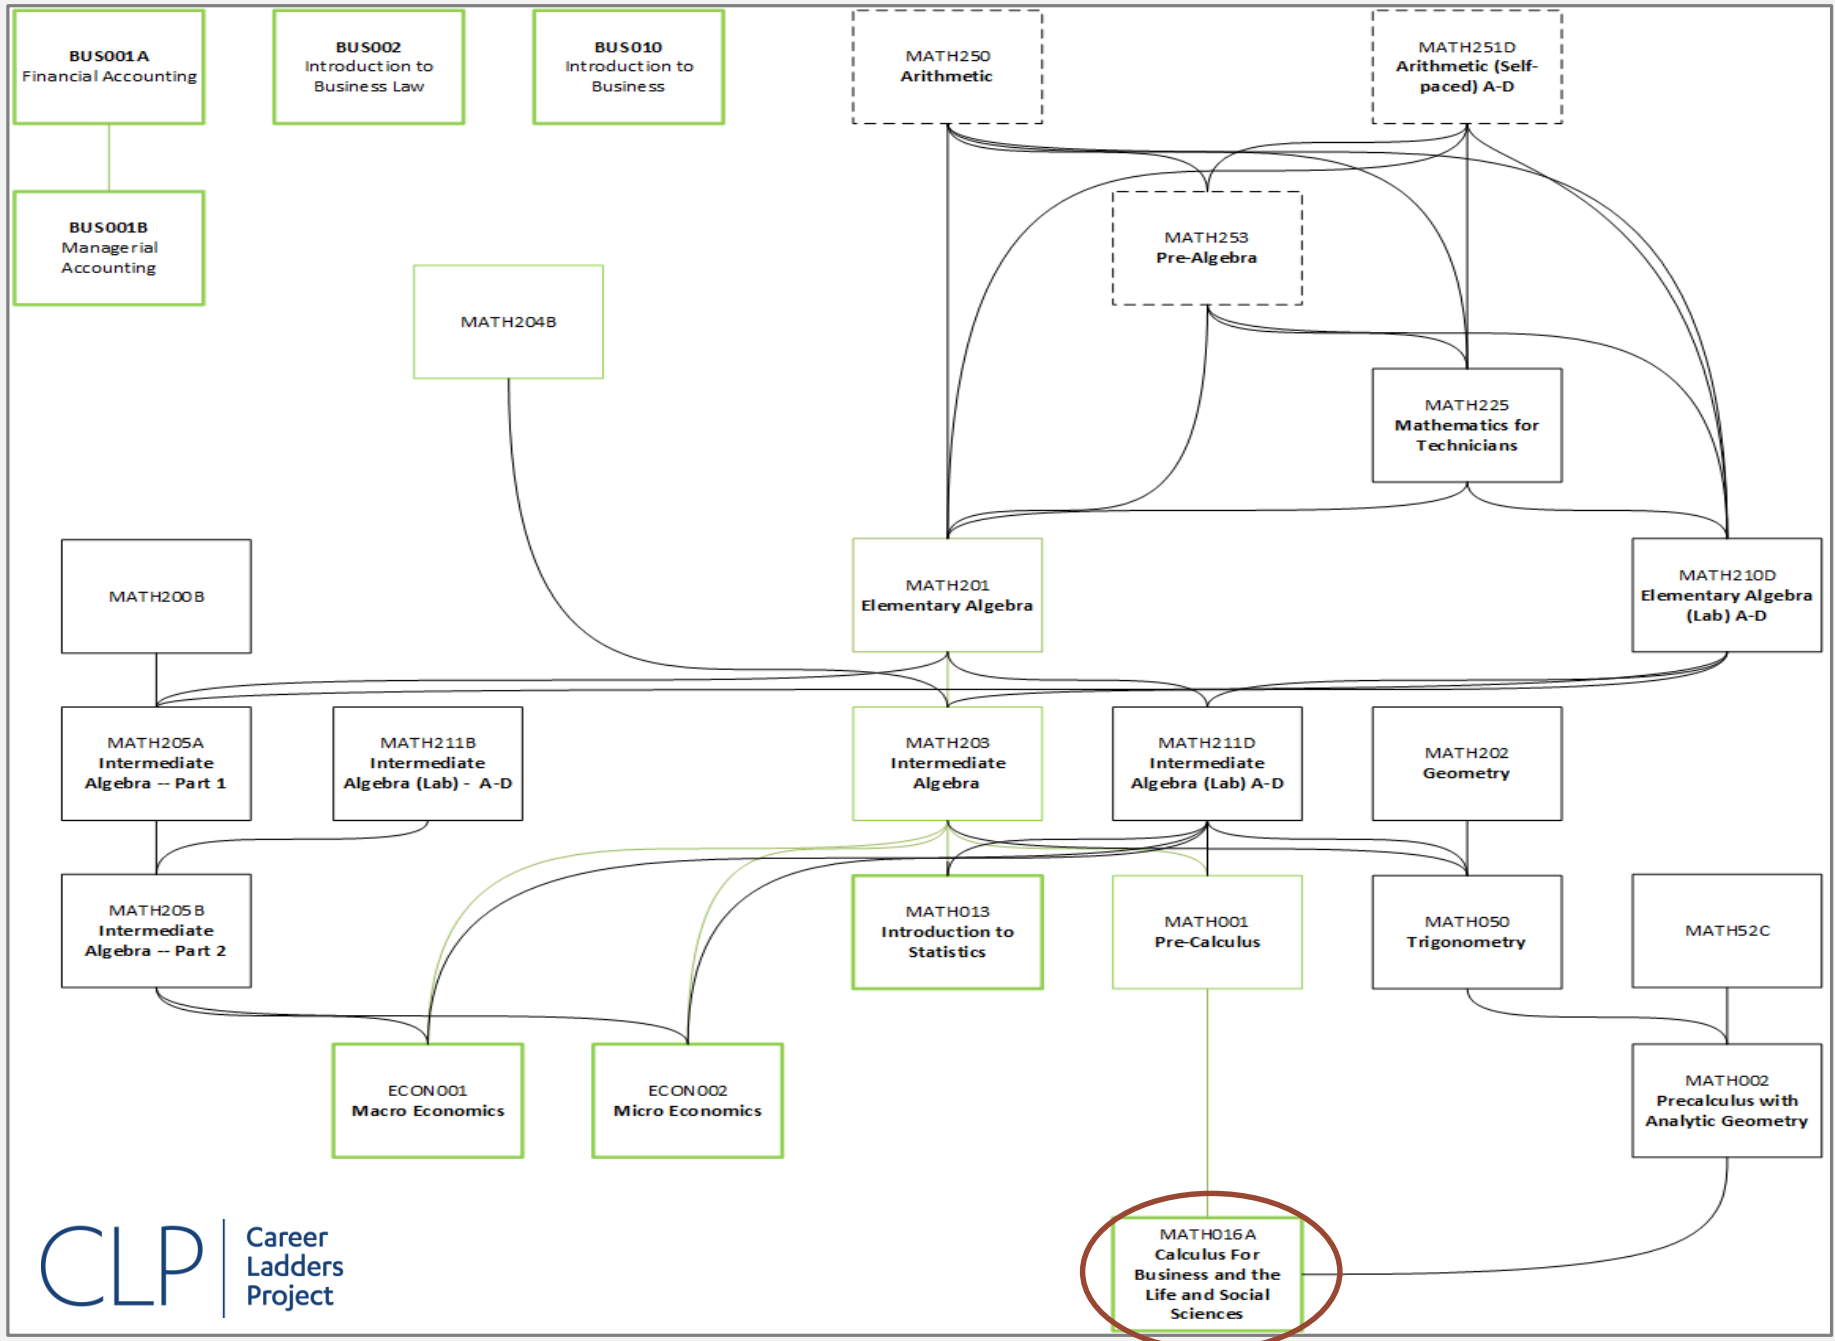 BUS001A
Financial Accounting
BUS002
Introduction to
Business Law
BUS010
Introduction to
Business
MATH250
Arithmetic
MATH251D
Arithmetic (Self-
paced) A-D
BUS001B
Managerial
Accounting
MATH253
Pre-Algebra
MATH204B
MATH225
Mathematics for
Technicians
MATH200B
MATH201
Elementary Algebra
MATH210D
Elementary Algebra
(Lab) A-D
MATH205A
Intermediate
Algebra -- Part 1
MATH211B
Intermediate
Algebra (Lab) - A-D
MATH203
Intermediate
Algebra
MATH211D
Intermediate
Algebra (Lab) A-D
MATH202
Geometry
MATH205B
Intermediate
Algebra -- Part 2
MATH013
Introduction to
Statistics
MATH001
Pre-Calculus
MATH050
Trigonometry
MATH52C
ECON001
Macro Economics
ECON002
Micro Economics
MATH002
Precalculus with
Analytic Geometry
MATH016A
Calculus For
Business and the
Life and Social
Sciences
CLP
Career
Ladders
Project